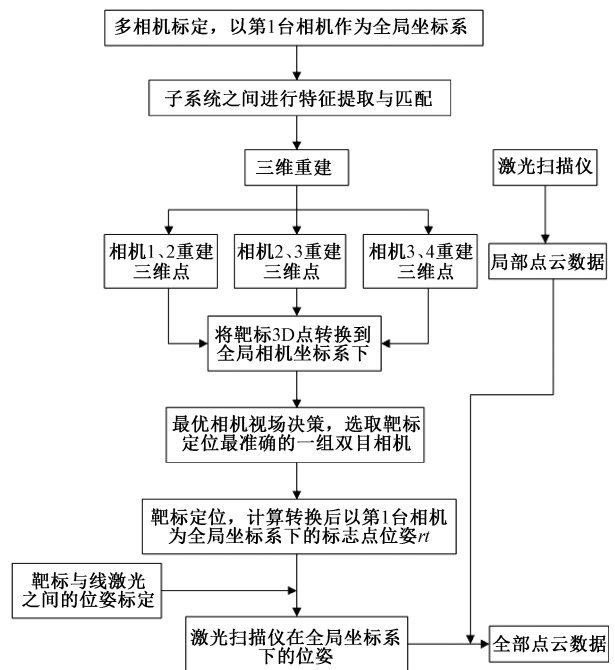 多相机标定，以第1台相机作为全局坐标系
子系统之间进行特征提取与匹配
三维重建
激光扫描仪
相机1、2重建
三维点
相机2、3重建
三维点
相机3、4重建
三维点
局部点云数据
将靶标3D点转换到
全局相机坐标系下
最优相机视场决策，选取靶标
定位最准确的一组双目相机
靶标定位，计算转换后以第1台相机
为全局坐标系下的标志点位姿rt
靶标与线激光
之间的位姿标定
激光扫描仪在全局坐标系
下的位姿
全部点云数据